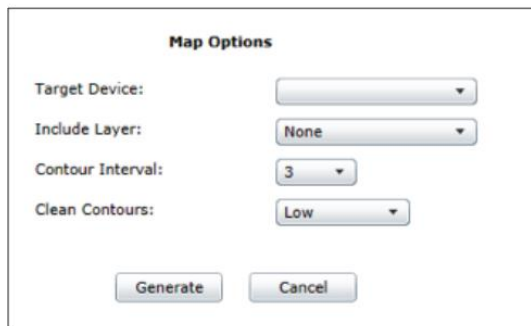 Map Options
Target Device:
Include Layer: None
Contour Interval: 3
Clean Contours: Low
Generate Cancel